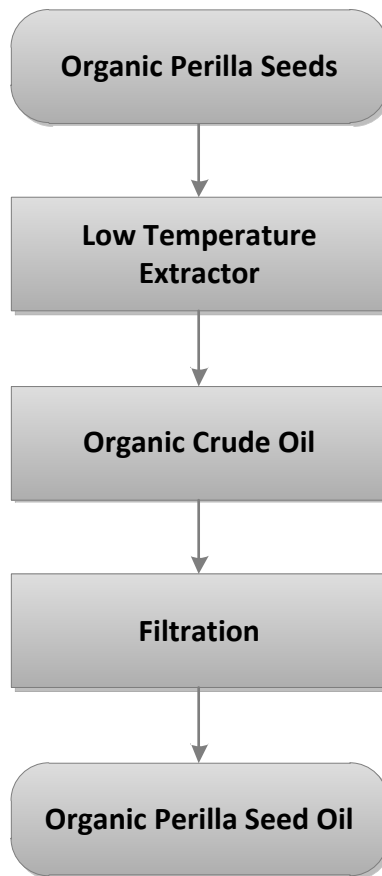 Organic Perilla Seeds
Low Temperature
Extractor
Organic Crude Oil
Filtration
Organic Perilla Seed Oil